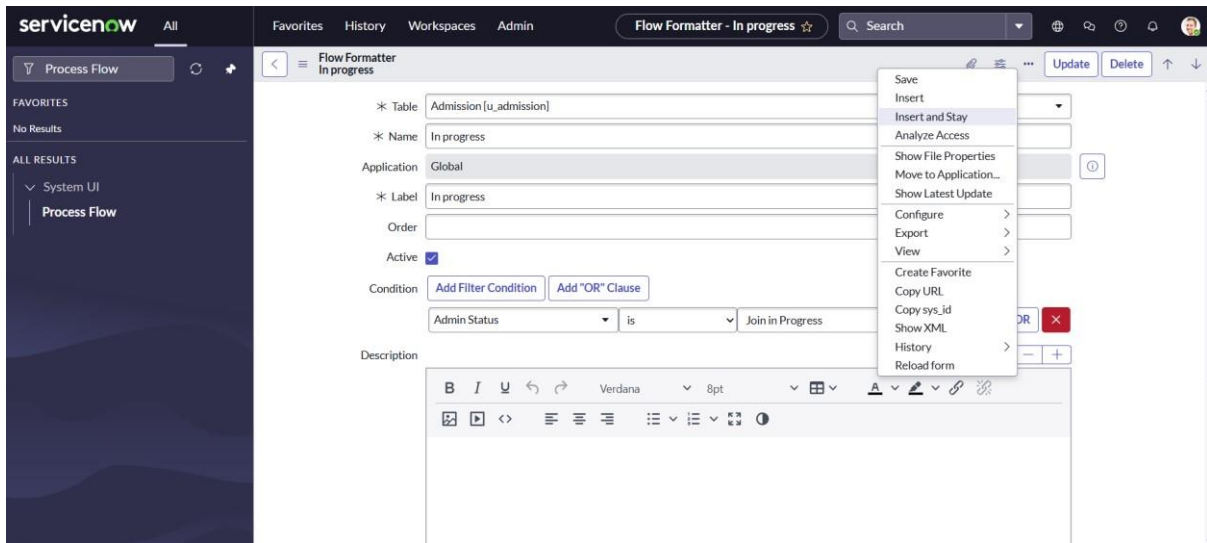 servicenow All Favorites History Workspaces Admin Flow Formatter - In progress Search
Process Flow
FAVORITES
No Results
ALL RESULTS
System UI
Process Flow
Flow Formatter
In progress
Update Delete
Save
Insert
Insert and Stay
Analyze Access
Show File Properties
Move to Application...
Show Latest Update
Configure
Export
View
Create Favorite
Copy URL
Copy sys_id
Show XML
History
Reload form
Table Admission [u_admission]
Name In progress
Application Global
Label In progress
Order
Active
Condition Add Filter Condition Add "OR" Clause
Admin Status is Join in Progress
Description
B I U Verdana 8pt A